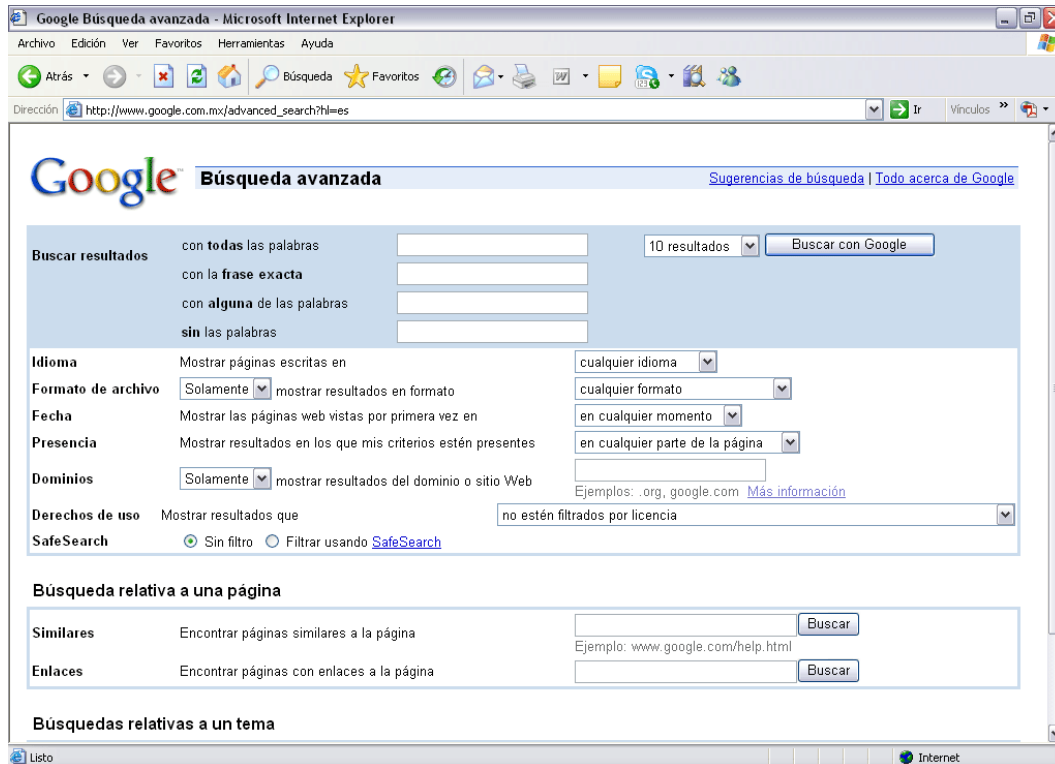 Google Búsqueda avanzada - Microsoft Internet Explorer
Archivo Edición Ver Favoritos Herramientas Ayuda
Atrás Búsqueda Favoritos
Dirección http://www.google.com.mx/advanced_search?hl=es Ir Vínculos »
Google™ Búsqueda avanzada Sugerencias de búsqueda | Todo acerca de Google
Buscar resultados con todas las palabras 10 resultados Buscar con Google
con la frase exacta
con alguna de las palabras
sin las palabras
Idioma Mostrar páginas escritas en cualquier idioma
Formato de archivo Solamente mostrar resultados en formato cualquier formato
Fecha Mostrar las páginas web vistas por primera vez en en cualquier momento
Presencia Mostrar resultados en los que mis criterios estén presentes en cualquier parte de la página
Dominios Solamente mostrar resultados del dominio o sitio Web
Ejemplos: .org, google.com Más información
Derechos de uso Mostrar resultados que no estén filtrados por licencia
SafeSearch Sin filtro Filtrar usando SafeSearch
Búsqueda relativa a una página
Similares Encontrar páginas similares a la página Buscar
Ejemplo: www.google.com/help.html
Enlaces Encontrar páginas con enlaces a la página Buscar
Búsquedas relativas a un tema
Listo Internet